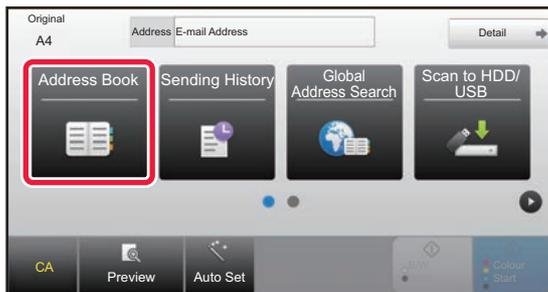 Original
A4
Address
E-mail Address
Detail
Address Book
Sending History
Global
Address Search
Scan to HDD/
USB
CA
Preview
Auto Set
B/W
Start
Colour
Start